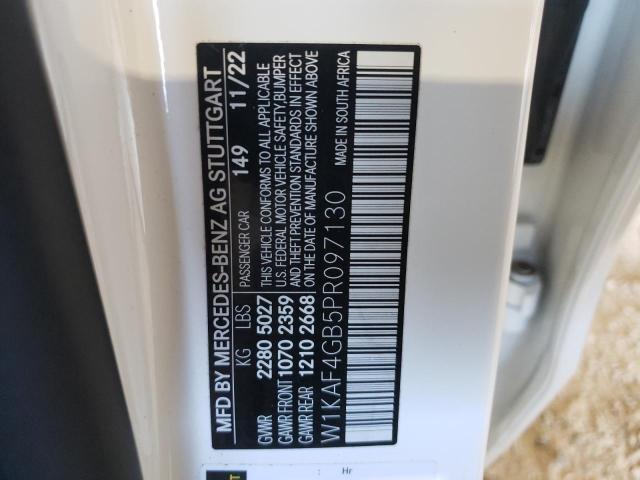 MFD BY MERCEDES-BENZ AG STUTTGART
KG LBS PASSENGER CAR 149 11/22
GVWR 2280 5027
GAWR FRONT 1070 2359
GAWR REAR 1210 2668
THIS VEHICLE CONFORMS TO ALL APPLICABLE
U.S. FEDERAL MOTOR VEHICLE SAFETY, BUMPER
AND THEFT PREVENTION STANDARDS IN EFFECT
ON THE DATE OF MANUFACTURE SHOWN ABOVE
W1KAF4GB5PR097130 MADE IN SOUTH AFRICA
: Hr